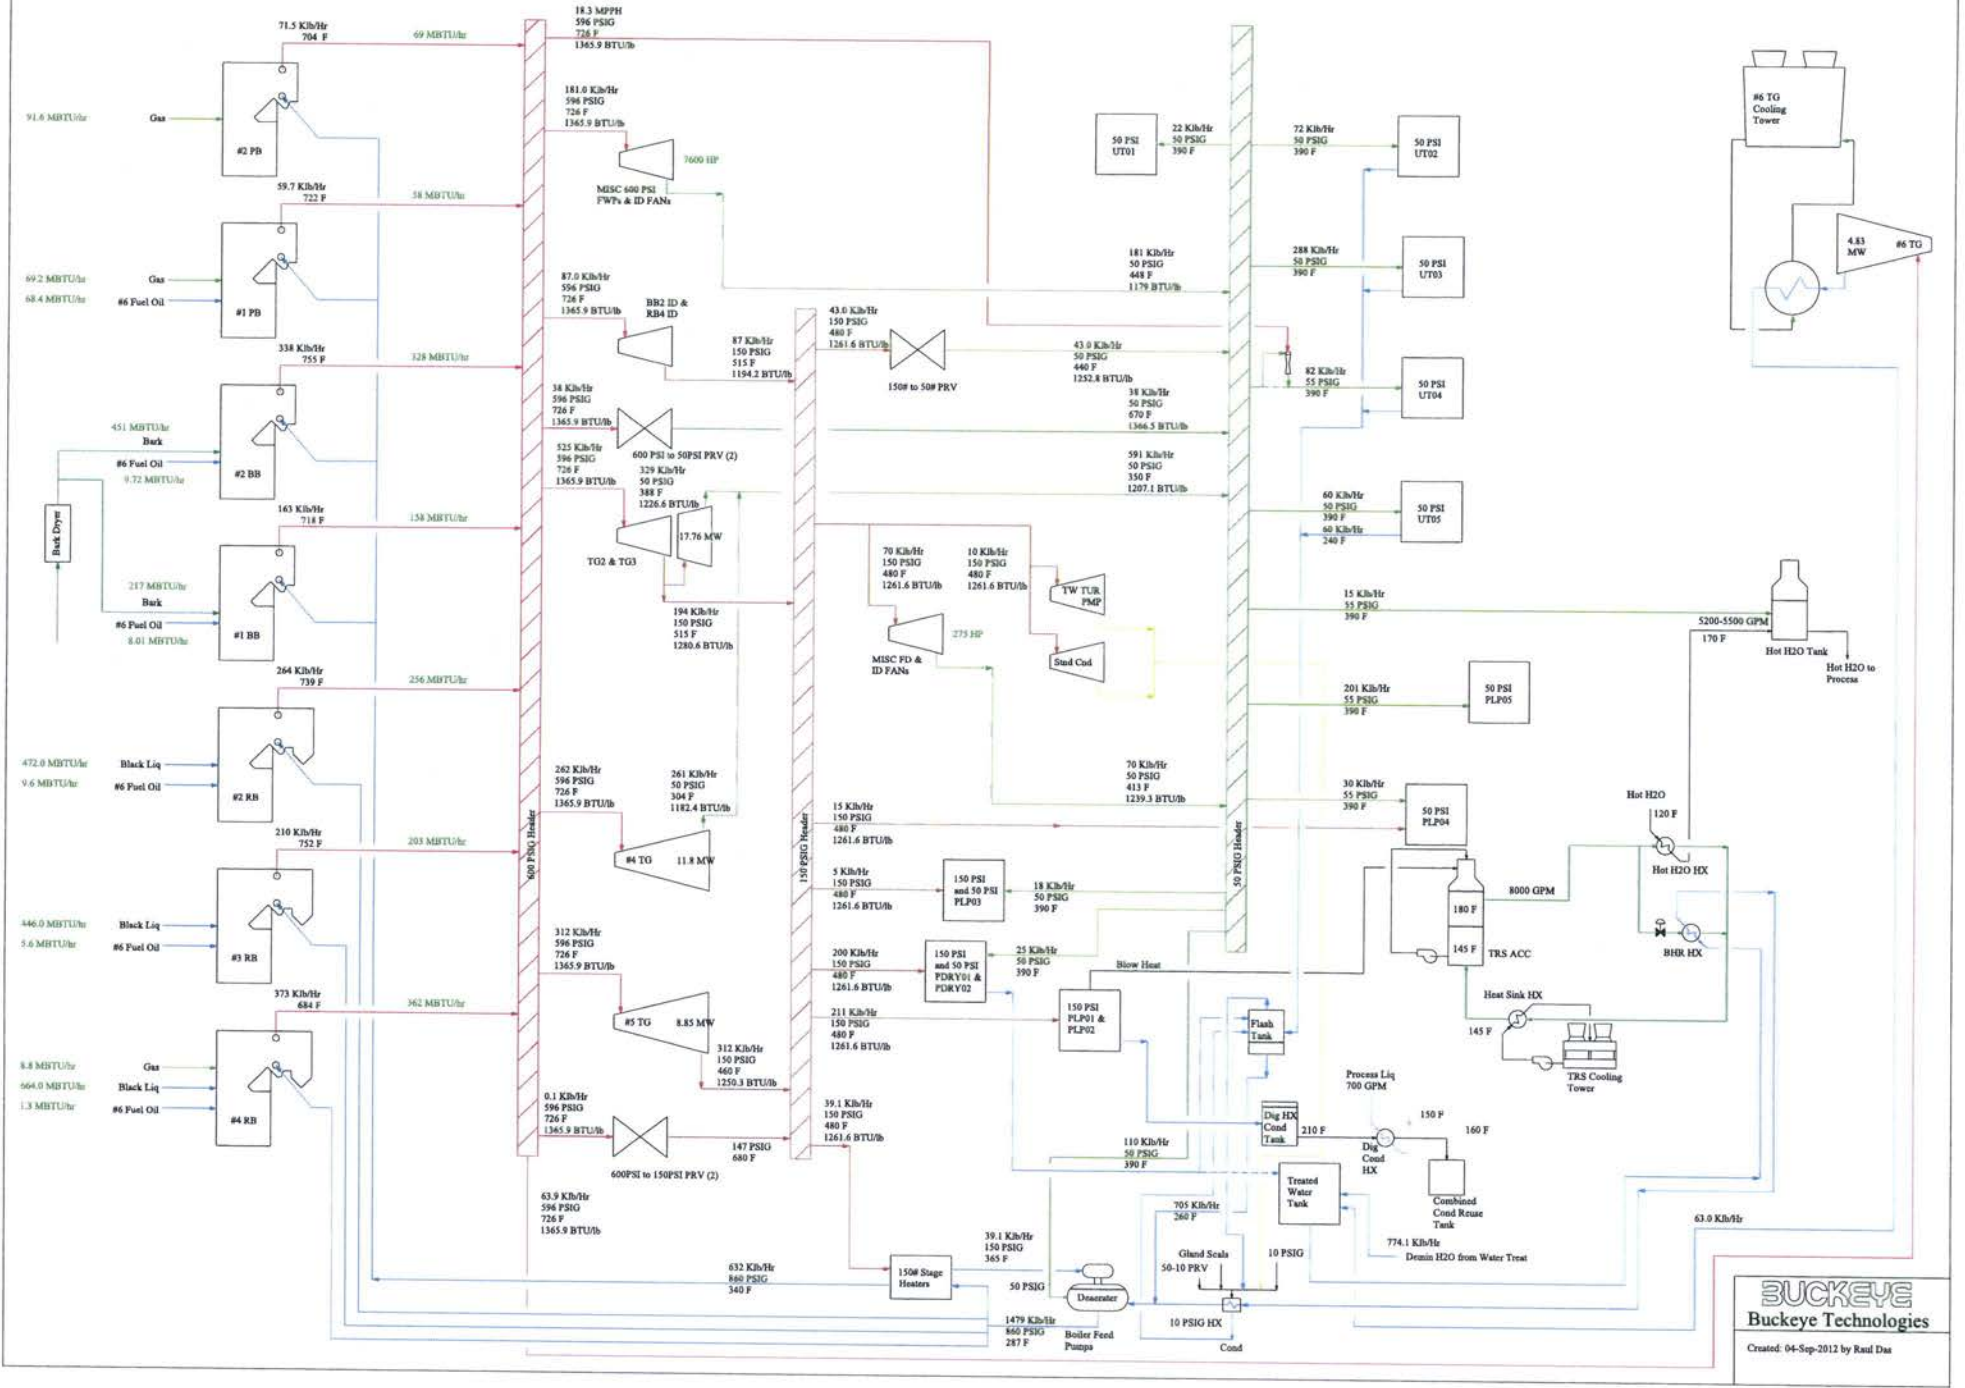 71.5 Klb/Hr
704 F
69 MBTU/hr
91.6 MBTU/hr
Gas
#2 PB
59.7 Klb/Hr
722 F
58 MBTU/hr
69.2 MBTU/hr
Gas
68.4 MBTU/hr
#6 Fuel Oil
#1 PB
338 Klb/Hr
755 F
328 MBTU/hr
451 MBTU/hr
Bark
#6 Fuel Oil
9.72 MBTU/hr
#2 BB
Bark Dryer
163 Klb/Hr
718 F
158 MBTU/hr
217 MBTU/hr
Bark
#6 Fuel Oil
8.01 MBTU/hr
#1 BB
264 Klb/Hr
739 F
256 MBTU/hr
472.0 MBTU/hr
Black Liq
9.6 MBTU/hr
#6 Fuel Oil
#2 RB
210 Klb/Hr
752 F
203 MBTU/hr
446.0 MBTU/hr
Black Liq
5.6 MBTU/hr
#6 Fuel Oil
#3 RB
373 Klb/Hr
684 F
362 MBTU/hr
8.8 MBTU/hr
Gas
664.0 MBTU/hr
Black Liq
1.3 MBTU/hr
#6 Fuel Oil
#4 RB
600 PSIG Header
18.3 MPPH
596 PSIG
726 F
1365.9 BTU/lb
181.0 Klb/Hr
596 PSIG
726 F
1365.9 BTU/lb
7600 HP
MISC 600 PSI
FWPs & ID FANs
87.0 Klb/Hr
596 PSIG
726 F
1365.9 BTU/lb
BB2 ID &
RB4 ID
87 Klb/Hr
150 PSIG
515 F
1194.2 BTU/lb
38 Klb/Hr
596 PSIG
726 F
1365.9 BTU/lb
600 PSI to 50PSI PRV (2)
525 Klb/Hr
596 PSIG
726 F
1365.9 BTU/lb
329 Klb/Hr
50 PSIG
388 F
1226.6 BTU/lb
17.76 MW
TG2 & TG3
194 Klb/Hr
150 PSIG
515 F
1280.6 BTU/lb
262 Klb/Hr
596 PSIG
726 F
1365.9 BTU/lb
261 Klb/Hr
50 PSIG
304 F
1182.4 BTU/lb
#4 TG
11.8 MW
312 Klb/Hr
596 PSIG
726 F
1365.9 BTU/lb
#5 TG
8.85 MW
312 Klb/Hr
150 PSIG
460 F
1250.3 BTU/lb
0.1 Klb/Hr
596 PSIG
726 F
1365.9 BTU/lb
147 PSIG
680 F
600PSI to 150PSI PRV (2)
63.9 Klb/Hr
596 PSIG
726 F
1365.9 BTU/lb
150 PSIG Header
43.0 Klb/Hr
150 PSIG
480 F
1261.6 BTU/lb
150# to 50# PRV
43.0 Klb/Hr
50 PSIG
440 F
1252.8 BTU/lb
181 Klb/Hr
50 PSIG
448 F
1179 BTU/lb
38 Klb/Hr
50 PSIG
670 F
1366.5 BTU/lb
591 Klb/Hr
50 PSIG
350 F
1207.1 BTU/lb
70 Klb/Hr
150 PSIG
480 F
1261.6 BTU/lb
10 Klb/Hr
150 PSIG
480 F
1261.6 BTU/lb
TW TUR
PMP
275 HP
MISC FD &
ID FANs
Stnd Cnd
70 Klb/Hr
50 PSIG
413 F
1239.3 BTU/lb
15 Klb/Hr
150 PSIG
480 F
1261.6 BTU/lb
5 Klb/Hr
150 PSIG
480 F
1261.6 BTU/lb
150 PSI
and 50 PSI
PLP03
18 Klb/Hr
50 PSIG
390 F
200 Klb/Hr
150 PSIG
480 F
1261.6 BTU/lb
150 PSI
and 50 PSI
PDRY01 &
PDRY02
25 Klb/Hr
50 PSIG
390 F
211 Klb/Hr
150 PSIG
480 F
1261.6 BTU/lb
150 PSI
PLP01 &
PLP02
Blow Heat
39.1 Klb/Hr
150 PSIG
480 F
1261.6 BTU/lb
50 PSIG Header
50 PSI
UT01
22 Klb/Hr
50 PSIG
390 F
72 Klb/Hr
50 PSIG
390 F
50 PSI
UT02
288 Klb/Hr
50 PSIG
390 F
50 PSI
UT03
82 Klb/Hr
55 PSIG
390 F
50 PSI
UT04
60 Klb/Hr
50 PSIG
390 F
60 Klb/Hr
240 F
50 PSI
UT05
15 Klb/Hr
55 PSIG
390 F
201 Klb/Hr
55 PSIG
390 F
50 PSI
PLP05
30 Klb/Hr
55 PSIG
390 F
50 PSI
PLP04
#6 TG
Cooling
Tower
4.83
MW
#6 TG
5200-5500 GPM
170 F
Hot H2O Tank
Hot H2O to
Process
Hot H2O
120 F
Hot H2O HX
8000 GPM
180 F
145 F
TRS ACC
BHR HX
Heat Sink HX
145 F
TRS Cooling
Tower
Flash
Tank
Process Liq
700 GPM
Dig HX
Cond
Tank
210 F
150 F
160 F
Dig
Cond
HX
Combined
Cond Reuse
Tank
110 Klb/Hr
50 PSIG
390 F
Treated
Water
Tank
705 Klb/Hr
260 F
774.1 Klb/Hr
Demin H2O from Water Treat
63.0 Klb/Hr
Gland Seals
50-10 PRV
10 PSIG
10 PSIG HX
Cond
39.1 Klb/Hr
150 PSIG
365 F
150# Stage
Heaters
632 Klb/Hr
860 PSIG
340 F
50 PSIG
Deaerater
1479 Klb/Hr
860 PSIG
287 F
Boiler Feed
Pumps
BUCKEYE
Buckeye Technologies
Created: 04-Sep-2012 by Raul Das